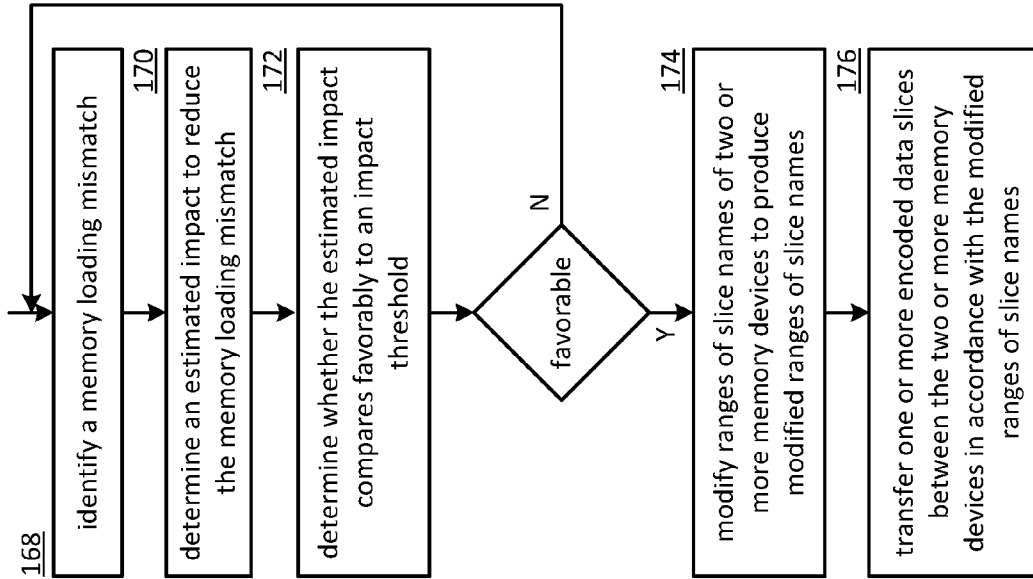 168
identify a memory loading mismatch
170
determine an estimated impact to reduce
the memory loading mismatch
172
determine whether the estimated impact
compares favorably to an impact
threshold
favorable
N
Y
174
modify ranges of slice names of two or
more memory devices to produce
modified ranges of slice names
176
transfer one or more encoded data slices
between the two or more memory
devices in accordance with the modified
ranges of slice names